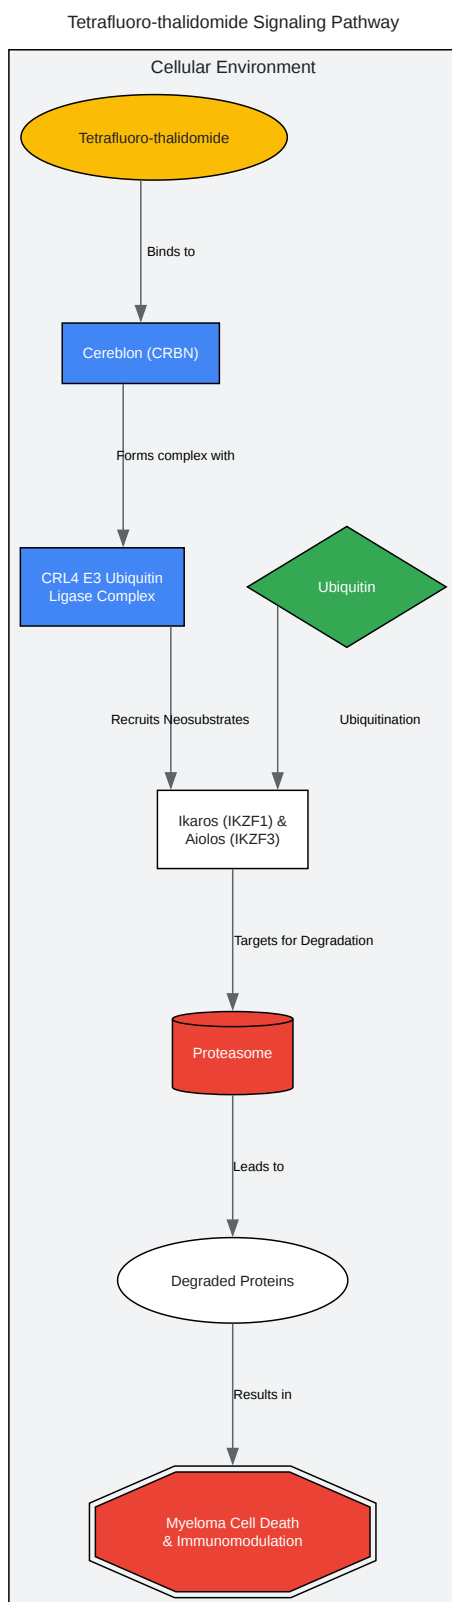 Tetrafluoro-thalidomide Signaling Pathway
Cellular Environment
Tetrafluoro-thalidomide
Binds to
Cereblon (CRBN)
Forms complex with
CRL4 E3 Ubiquitin
Ligase Complex
Ubiquitin
Recruits Neosubstrates
Ubiquitination
Ikaros (IKZF1) &
Aiolos (IKZF3)
Targets for Degradation
Proteasome
Leads to
Degraded Proteins
Results in
Myeloma Cell Death
& Immunomodulation